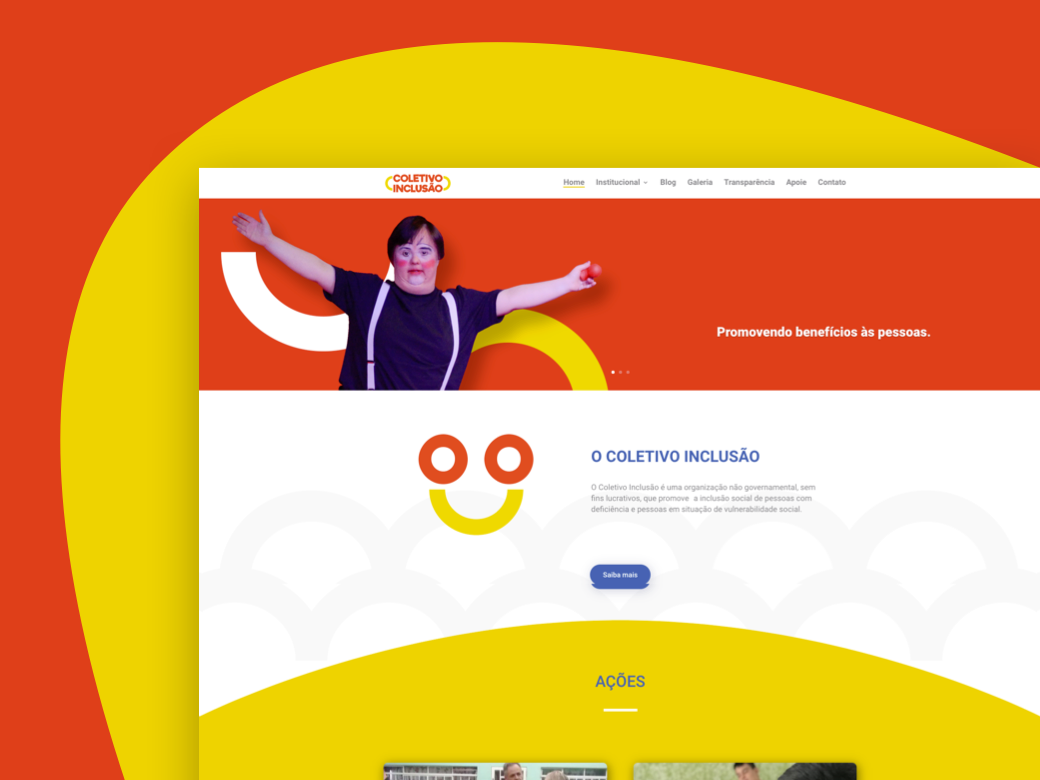 COLETIVO
INCLUSÃO
Home Institucional Blog Galeria Transparência Apoie Contato
Promovendo benefícios às pessoas.
O COLETIVO INCLUSÃO
O Coletivo Inclusão é uma organização não governamental, sem
fins lucrativos, que promove a inclusão social de pessoas com
deficiência e pessoas em situação de vulnerabilidade social.
Saiba mais
AÇÕES